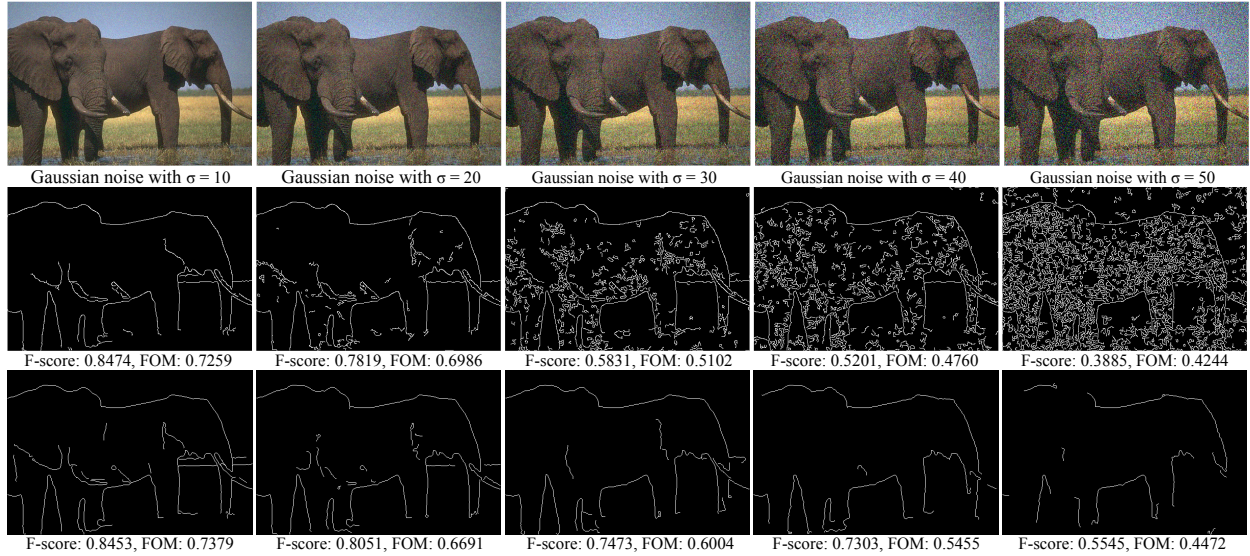 Gaussian noise with σ = 10
Gaussian noise with σ = 20
Gaussian noise with σ = 30
Gaussian noise with σ = 40
Gaussian noise with σ = 50
F-score: 0.8474, FOM: 0.7259
F-score: 0.7819, FOM: 0.6986
F-score: 0.5831, FOM: 0.5102
F-score: 0.5201, FOM: 0.4760
F-score: 0.3885, FOM: 0.4244
F-score: 0.8453, FOM: 0.7379
F-score: 0.8051, FOM: 0.6691
F-score: 0.7473, FOM: 0.6004
F-score: 0.7303, FOM: 0.5455
F-score: 0.5545, FOM: 0.4472